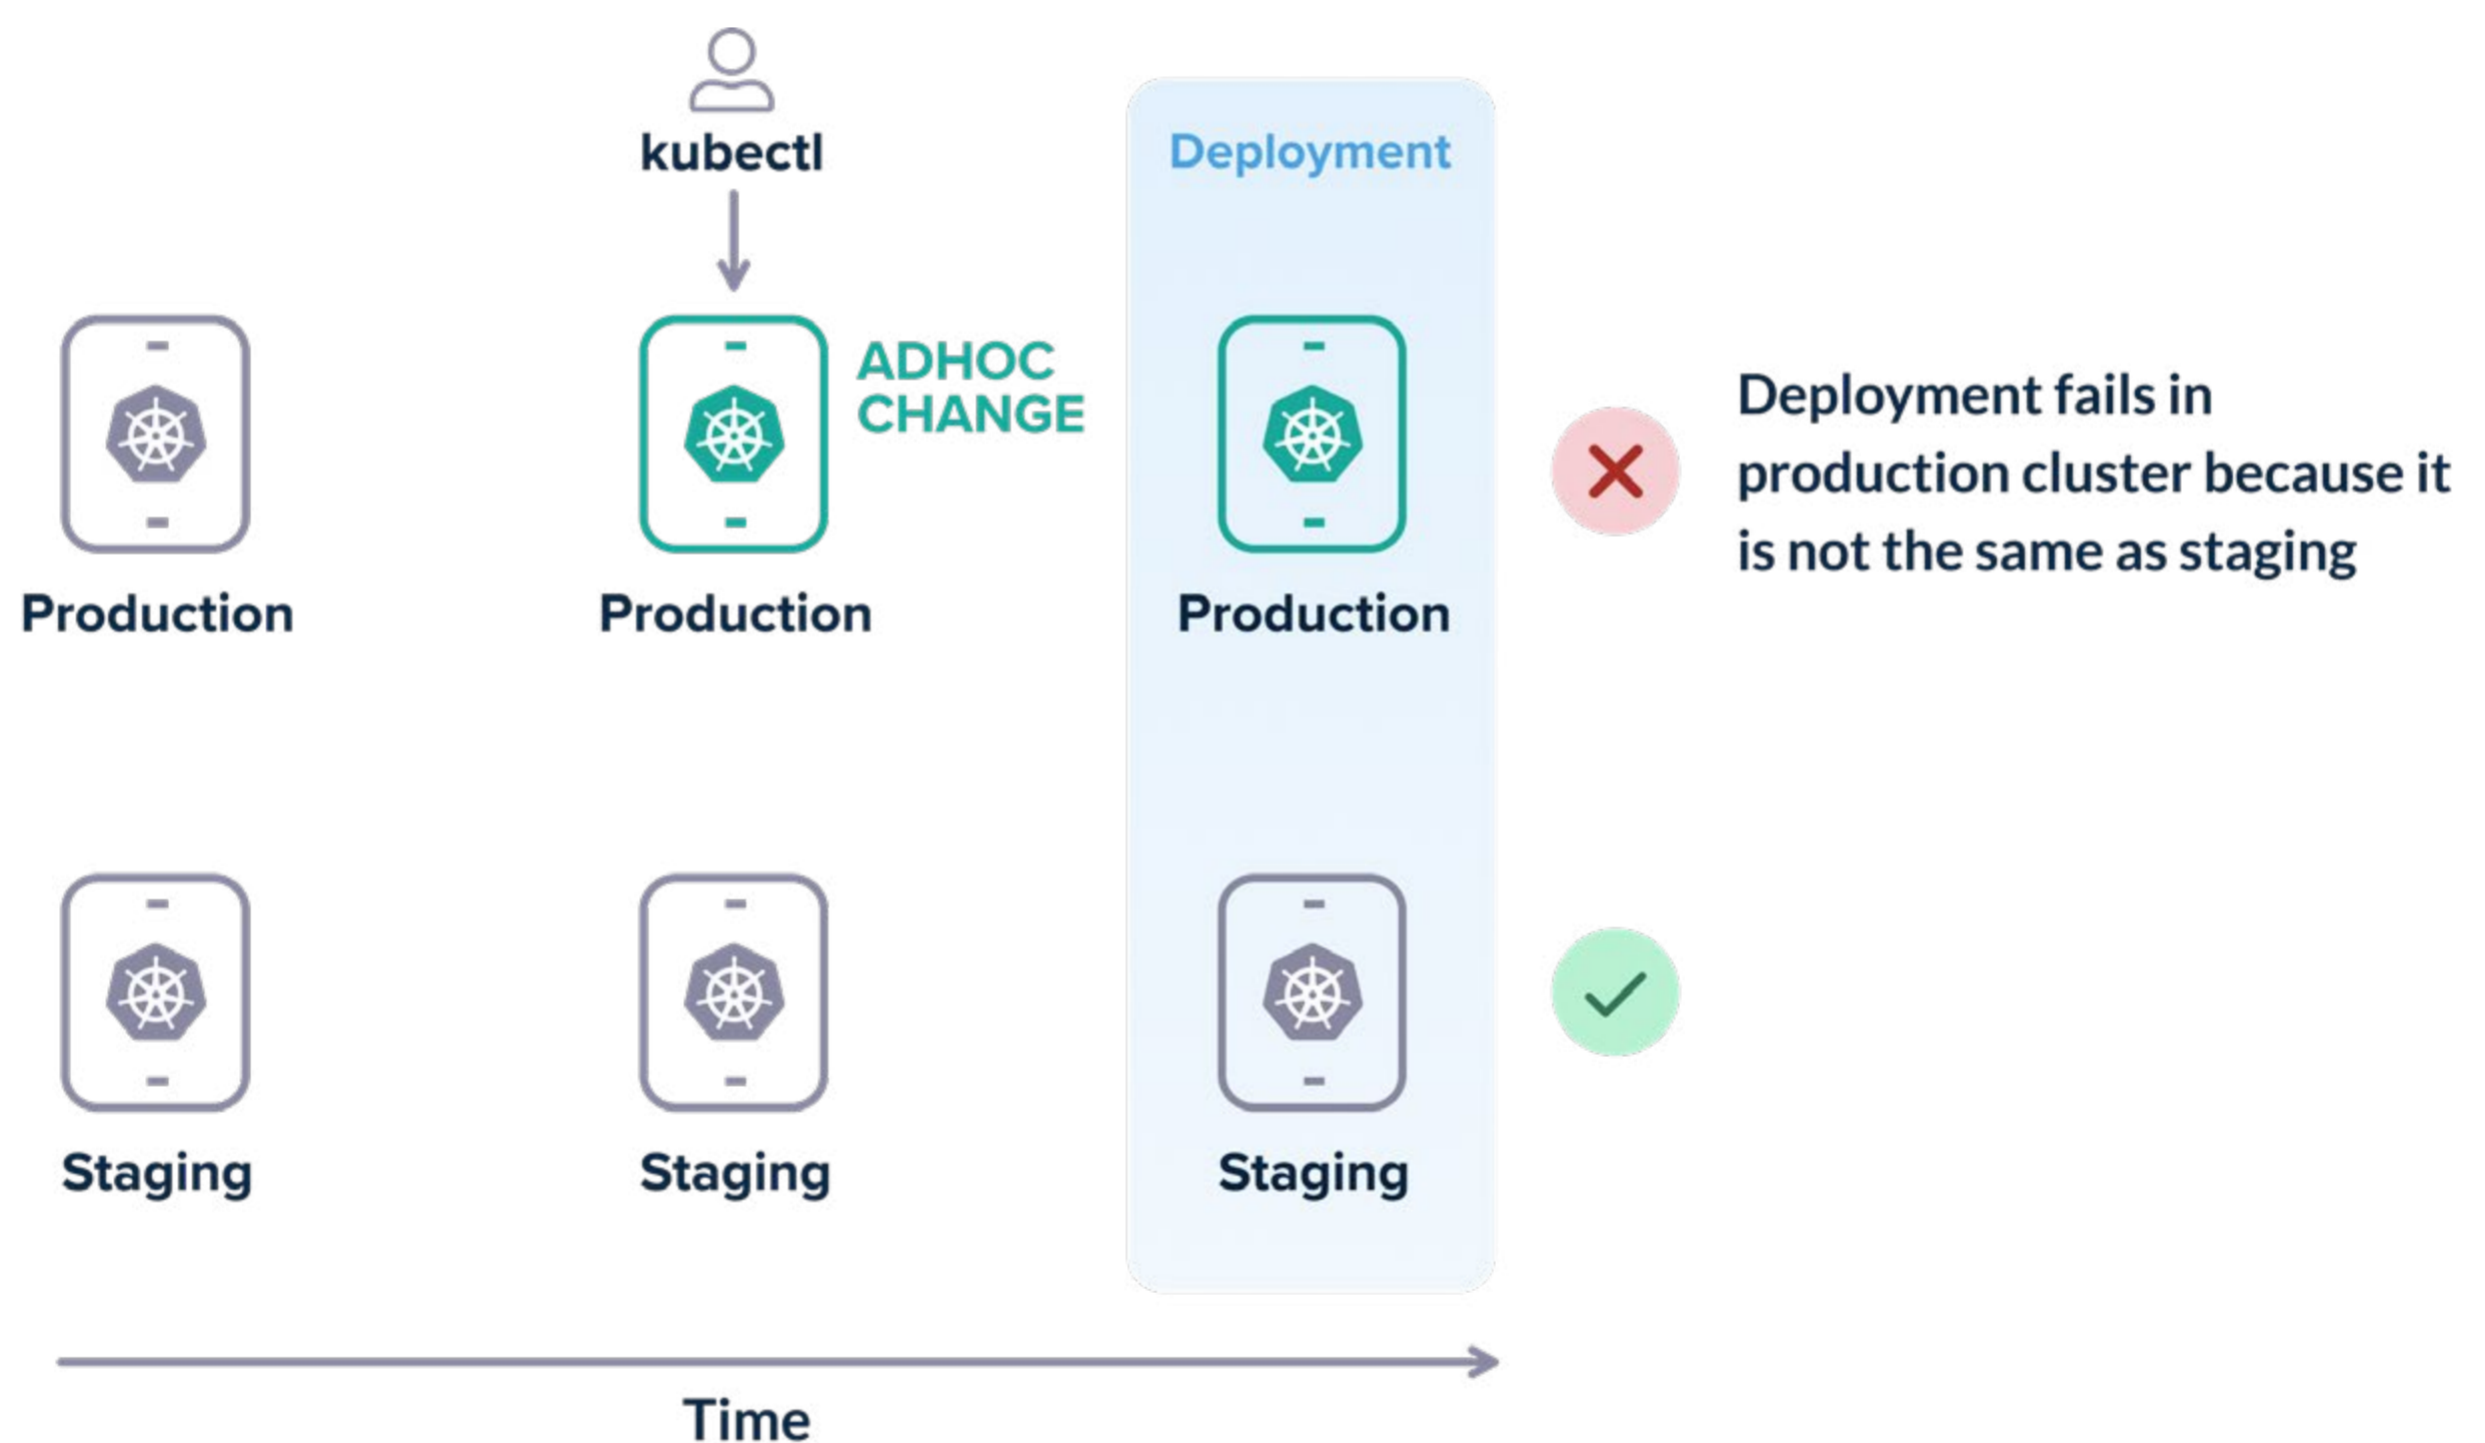 kubectl
Deployment
ADHOC
CHANGE
Deployment fails in
production cluster because it
is not the same as staging
Production
Production
Production
Staging
Staging
Staging
Time